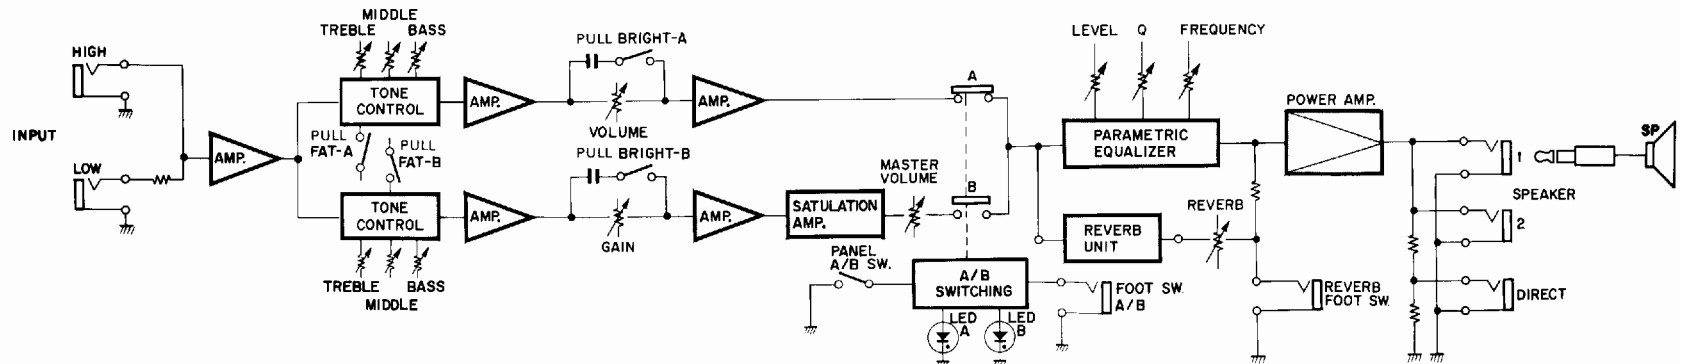 INPUT
HIGH
LOW
AMP.
MIDDLE
TREBLE BASS
TONE
CONTROL
PULL
FAT-A
PULL
FAT-B
TONE
CONTROL
TREBLE BASS
MIDDLE
AMP.
PULL BRIGHT-A
VOLUME
AMP.
AMP.
PULL BRIGHT-B
GAIN
AMP.
SATULATION
AMP.
MASTER
VOLUME
A
B
PANEL
A/B SW.
A/B
SWITCHING
LED
A
LED
B
FOOT SW.
A/B
LEVEL Q FREQUENCY
PARAMETRIC
EQUALIZER
REVERB
UNIT
REVERB
REVERB
FOOT SW.
POWER AMP.
1
SPEAKER
2
DIRECT
SP